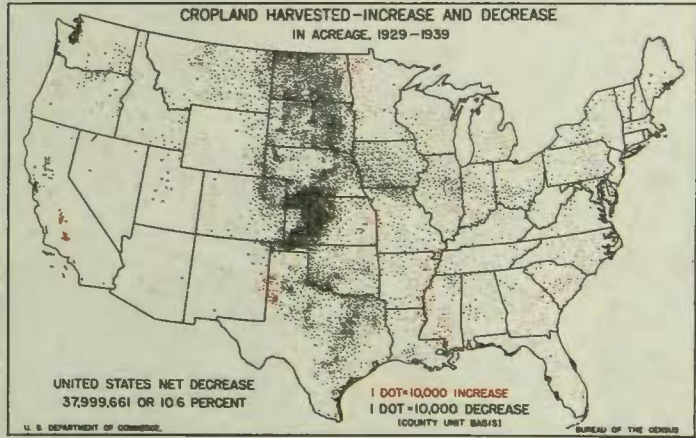 CROPLAND HARVESTED-INCREASE AND DECREASE
IN ACREAGE, 1929-1939
UNITED STATES NET DECREASE
37,999,661 OR 10.6 PERCENT
1 DOT=10,000 INCREASE
1 DOT=10,000 DECREASE
(COUNTY UNIT BASIS)
U. S. DEPARTMENT OF COMMERCE,
BUREAU OF THE CENSUS